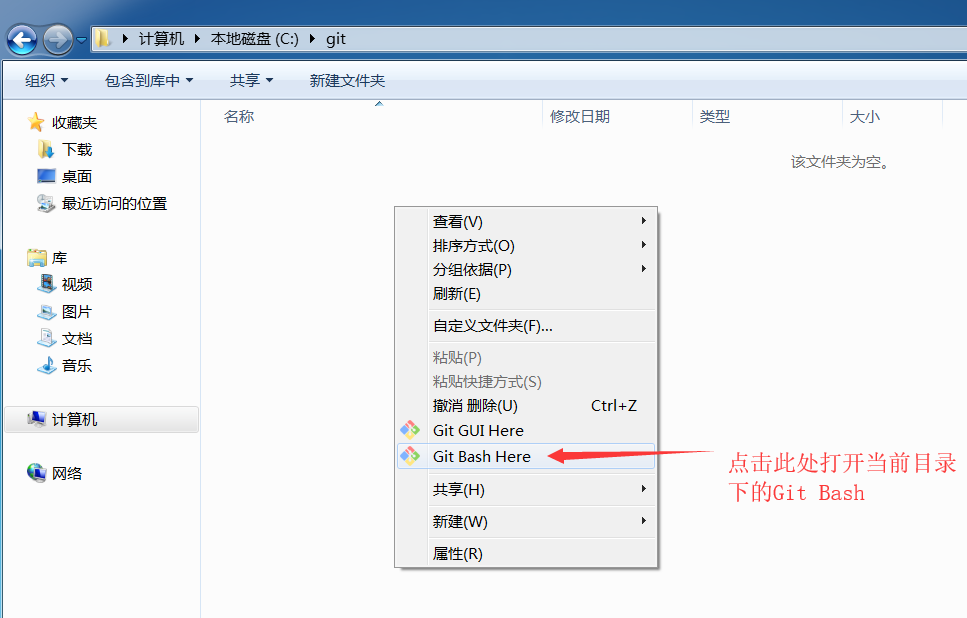 计算机 本地磁盘 (C:) git
组织 包含到库中 共享 新建文件夹
名称 修改日期 类型 大小
该文件夹为空。
收藏夹
下载
桌面
最近访问的位置
库
视频
图片
文档
音乐
计算机
网络
查看(V)
排序方式(O)
分组依据(P)
刷新(E)
自定义文件夹(F)...
粘贴(P)
粘贴快捷方式(S)
撤消 删除(U) Ctrl+Z
Git GUI Here
Git Bash Here
共享(H)
新建(W)
属性(R)
点击此处打开当前目录
下的Git Bash